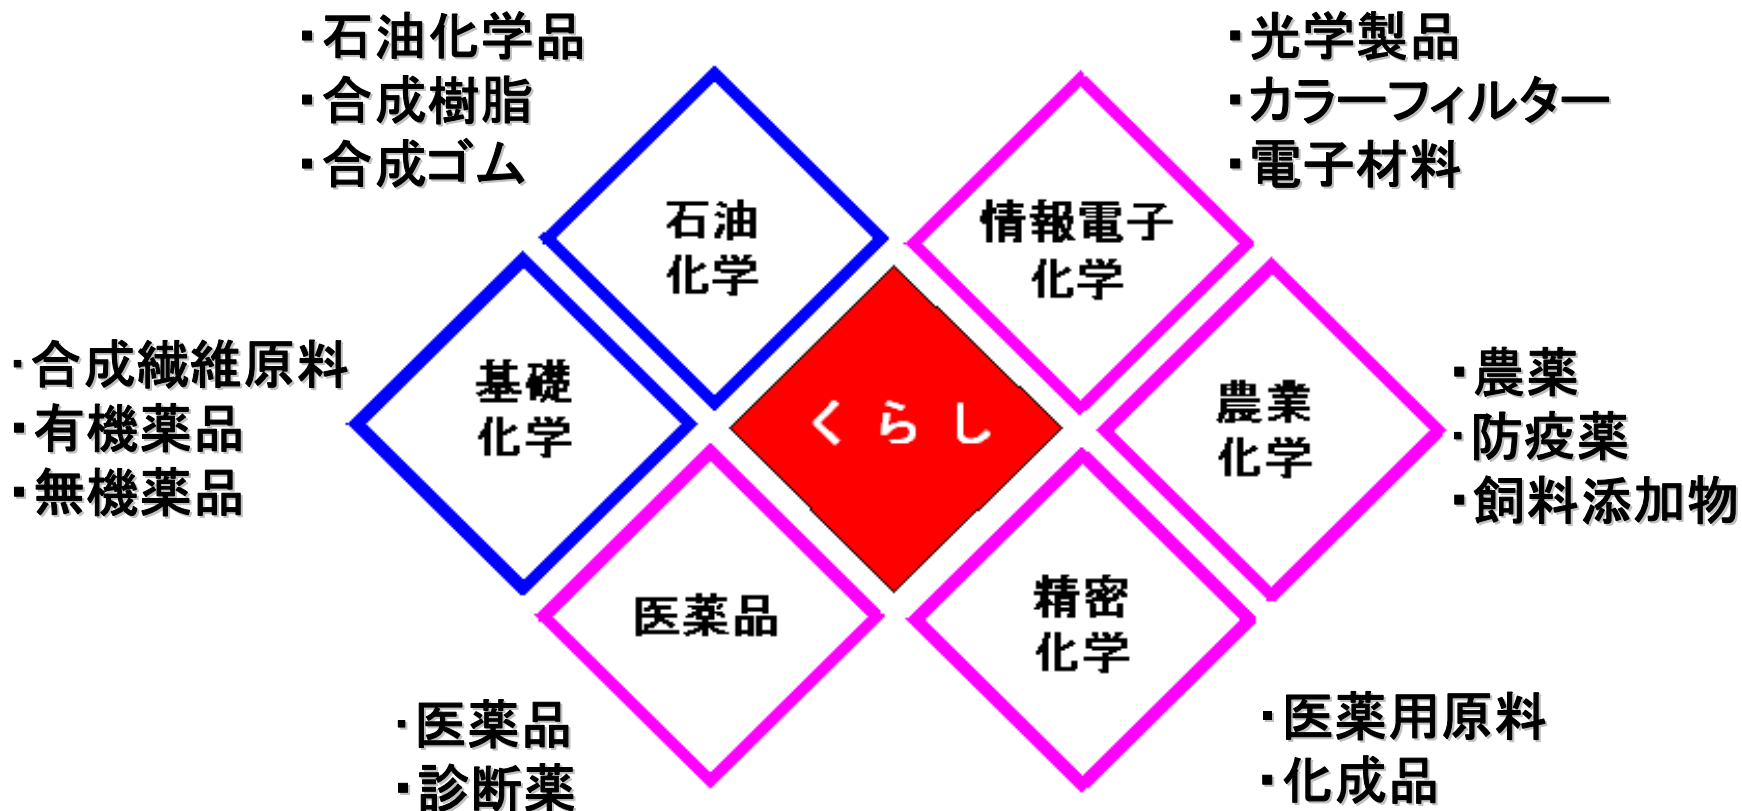 ・石油化学品
・合成樹脂
・合成ゴム
・光学製品
・カラーフィルター
・電子材料
石油
化学
情報電子
化学
・合成繊維原料
・有機薬品
・無機薬品
基礎
化学
くらし
農業
化学
・農薬
・防疫薬
・飼料添加物
医薬品
精密
化学
・医薬品
・診断薬
・医薬用原料
・化成品